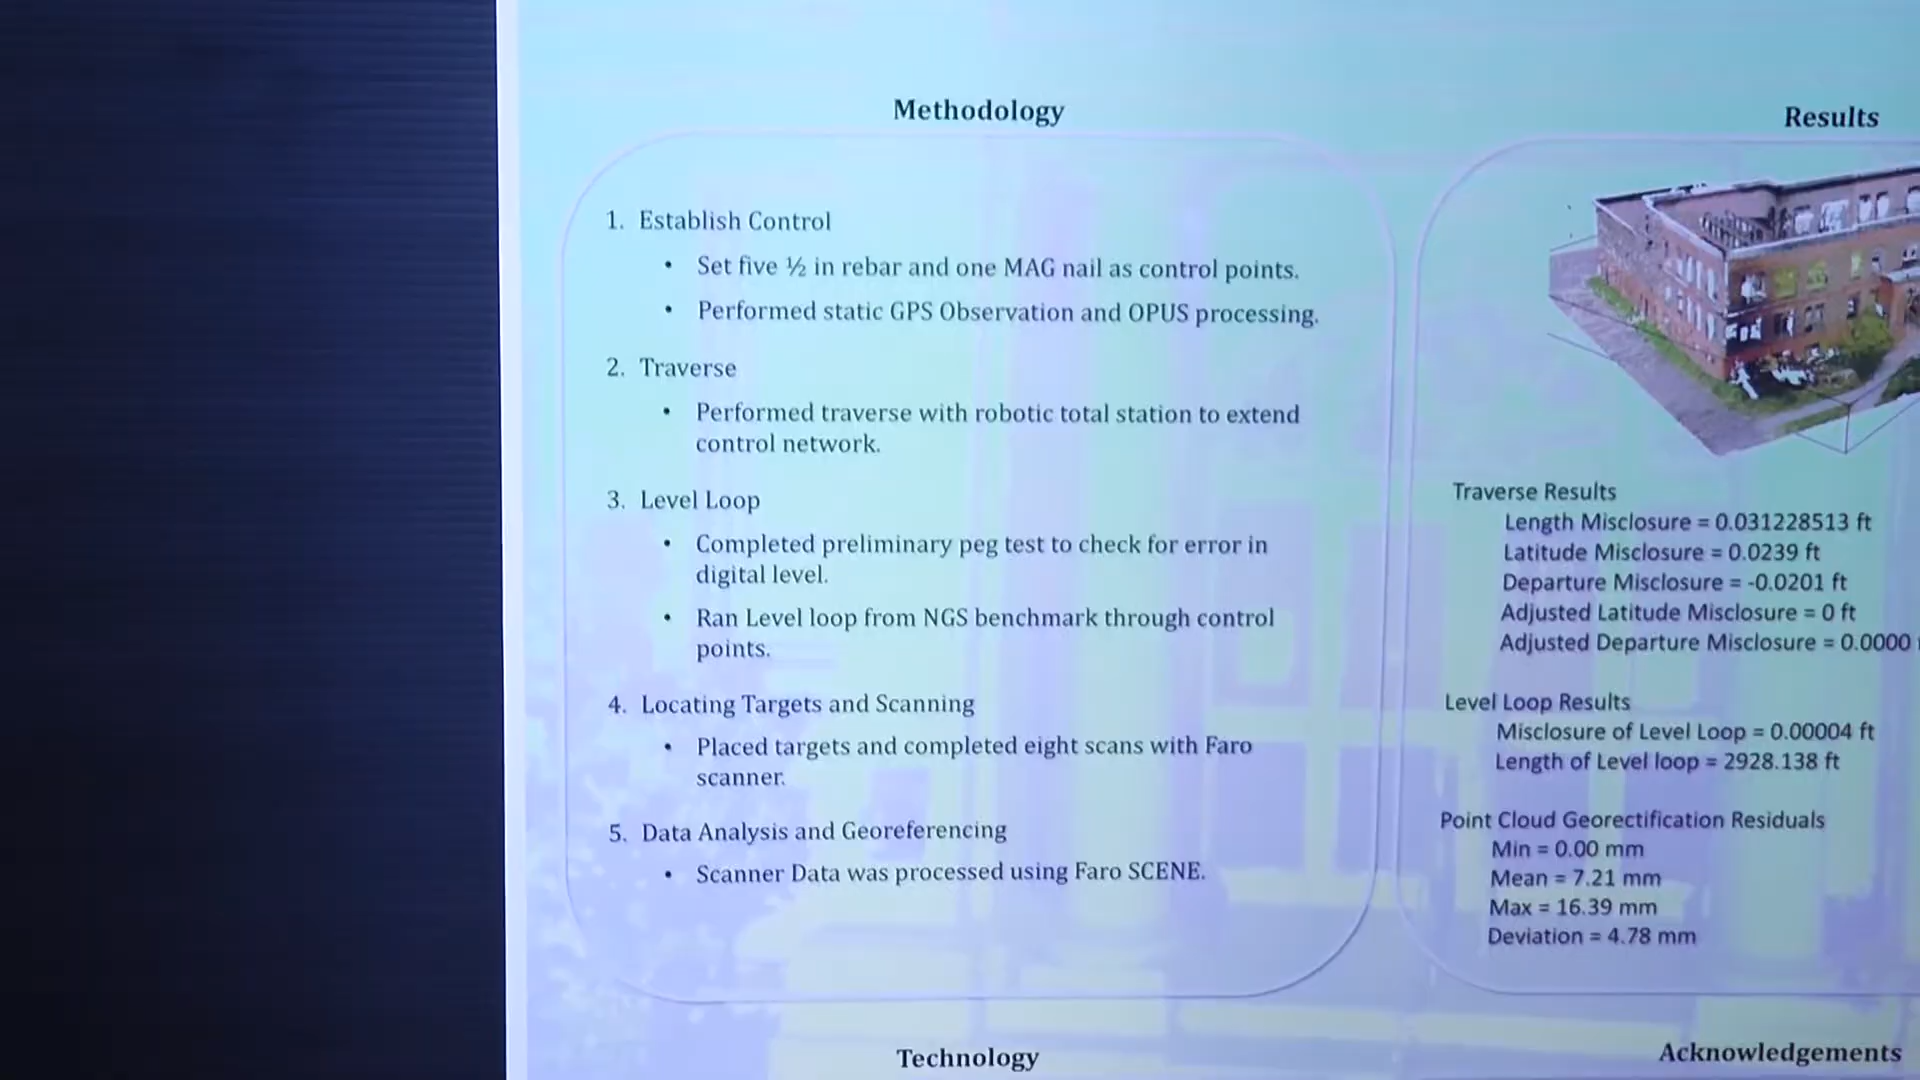 Methodology
1. Establish Control
• Set five ½ in rebar and one MAG nail as control points.
• Performed static GPS Observation and OPUS processing.
2. Traverse
• Performed traverse with robotic total station to extend
control network.
3. Level Loop
• Completed preliminary peg test to check for error in
digital level.
• Ran Level loop from NGS benchmark through control
points.
4. Locating Targets and Scanning
• Placed targets and completed eight scans with Faro
scanner.
5. Data Analysis and Georeferencing
• Scanner Data was processed using Faro SCENE.
Results
Traverse Results
Length Misclosure = 0.031228513 ft
Latitude Misclosure = 0.0239 ft
Departure Misclosure = -0.0201 ft
Adjusted Latitude Misclosure = 0 ft
Adjusted Departure Misclosure = 0.0000
Level Loop Results
Misclosure of Level Loop = 0.00004 ft
Length of Level loop = 2928.138 ft
Point Cloud Georectification Residuals
Min = 0.00 mm
Mean = 7.21 mm
Max = 16.39 mm
Deviation = 4.78 mm
Technology
Acknowledgements